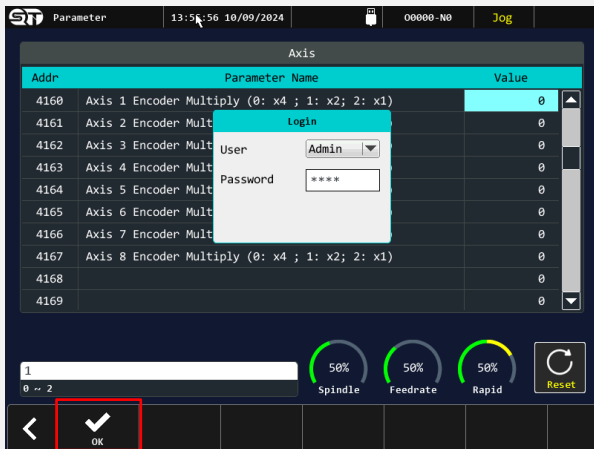 Parameter 13:55:56 10/09/2024 O0000-N0 Jog
Axis
Addr Parameter Name Value
4160 Axis 1 Encoder Multiply (0: x4 ; 1: x2; 2: x1) 0
4161 Axis 2 Encoder Mult 0
4162 Axis 3 Encoder Mult 0
4163 Axis 4 Encoder Mult 0
4164 Axis 5 Encoder Mult 0
4165 Axis 6 Encoder Mult 0
4166 Axis 7 Encoder Mult 0
4167 Axis 8 Encoder Multiply (0: x4 ; 1: x2; 2: x1) 0
4168 0
4169 0
Login
User Admin
Password ****
1
0 ~ 2
50% 50% 50%
Spindle Feedrate Rapid Reset
OK